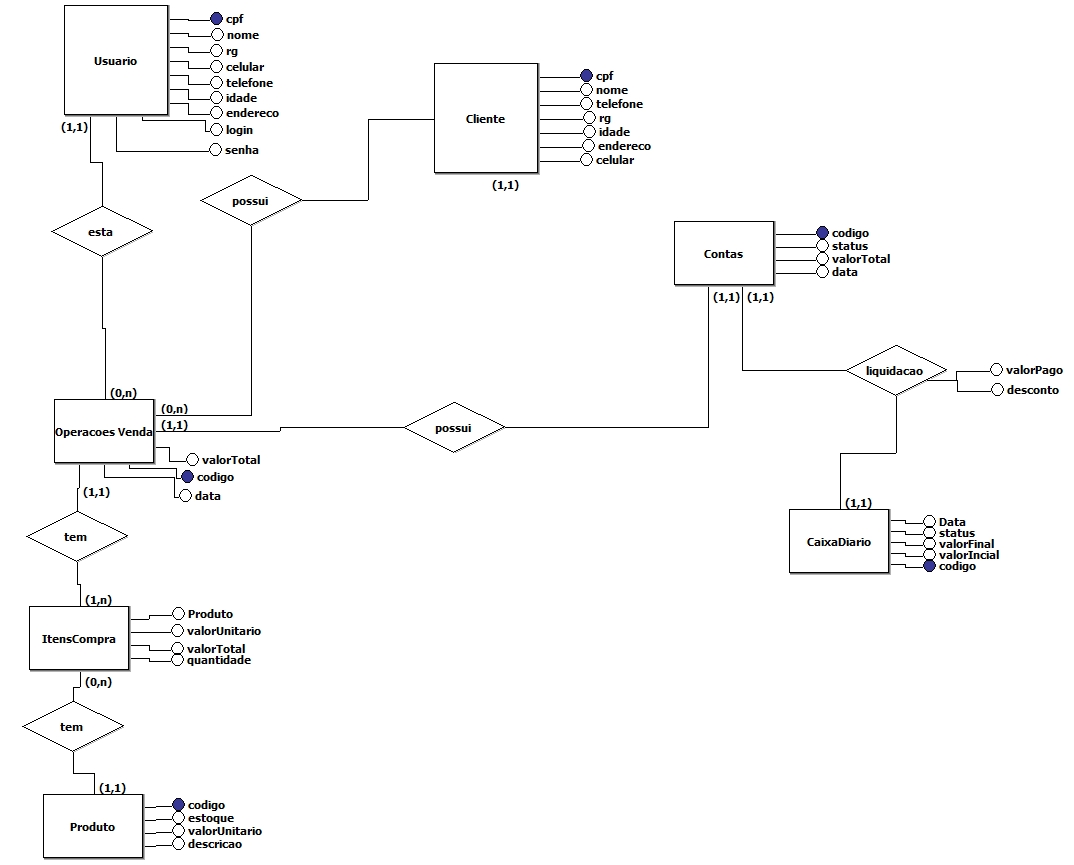 Usuario
cpf
nome
rg
celular
telefone
idade
endereco
login
senha
(1,1)
esta
possui
Cliente
cpf
nome
telefone
rg
idade
endereco
celular
(1,1)
Contas
codigo
status
valorTotal
data
(1,1)
(1,1)
liquidacao
valorPago
desconto
(0,n)
Operacoes Venda
(0,n)
(1,1)
possui
valorTotal
codigo
data
(1,1)
tem
(1,1)
CaixaDiario
Data
status
valorFinal
valorIncial
codigo
(1,n)
ItensCompra
Produto
valorUnitario
valorTotal
quantidade
(0,n)
tem
(1,1)
Produto
codigo
estoque
valorUnitario
descricao